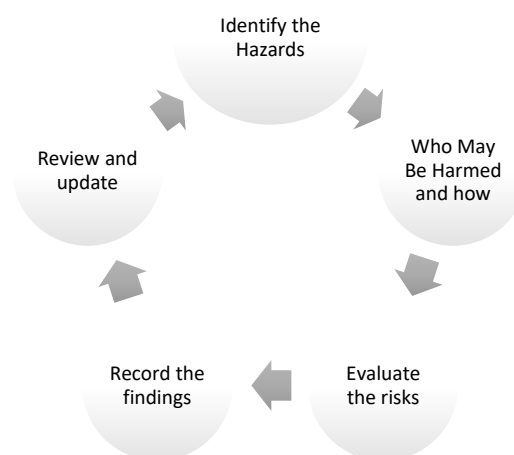 Identify the
Hazards
Who May
Be Harmed
and how
Evaluate
the risks
Record the
findings
Review and
update